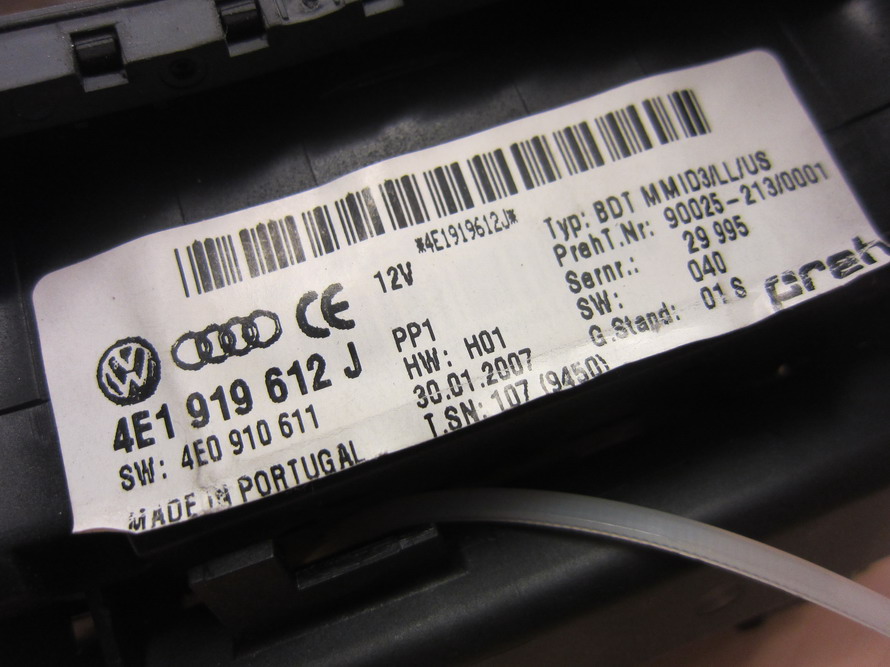 *4E1919612J*
12V
Typ: BDT MMID3/LL/US
PrehT.Nr: 90025-213/0001
Sernr.: 29 995
SW: 040
G.Stand: 01 S
preh
CE
PP1
HW: H01
30.01.2007
T.SN: 107 (9450)
4E1 919 612 J
SW: 4E0 910 611
MADE IN PORTUGAL